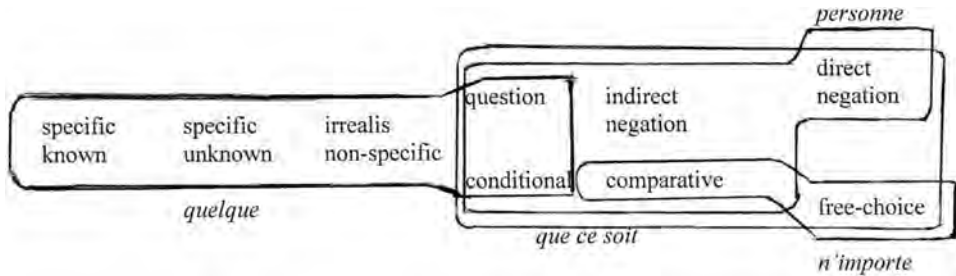 personne
direct
negation
question
indirect
negation
specific
known
specific
unknown
irrealis
non-specific
conditional
comparative
free-choice
quelque
que ce soit
n'importe